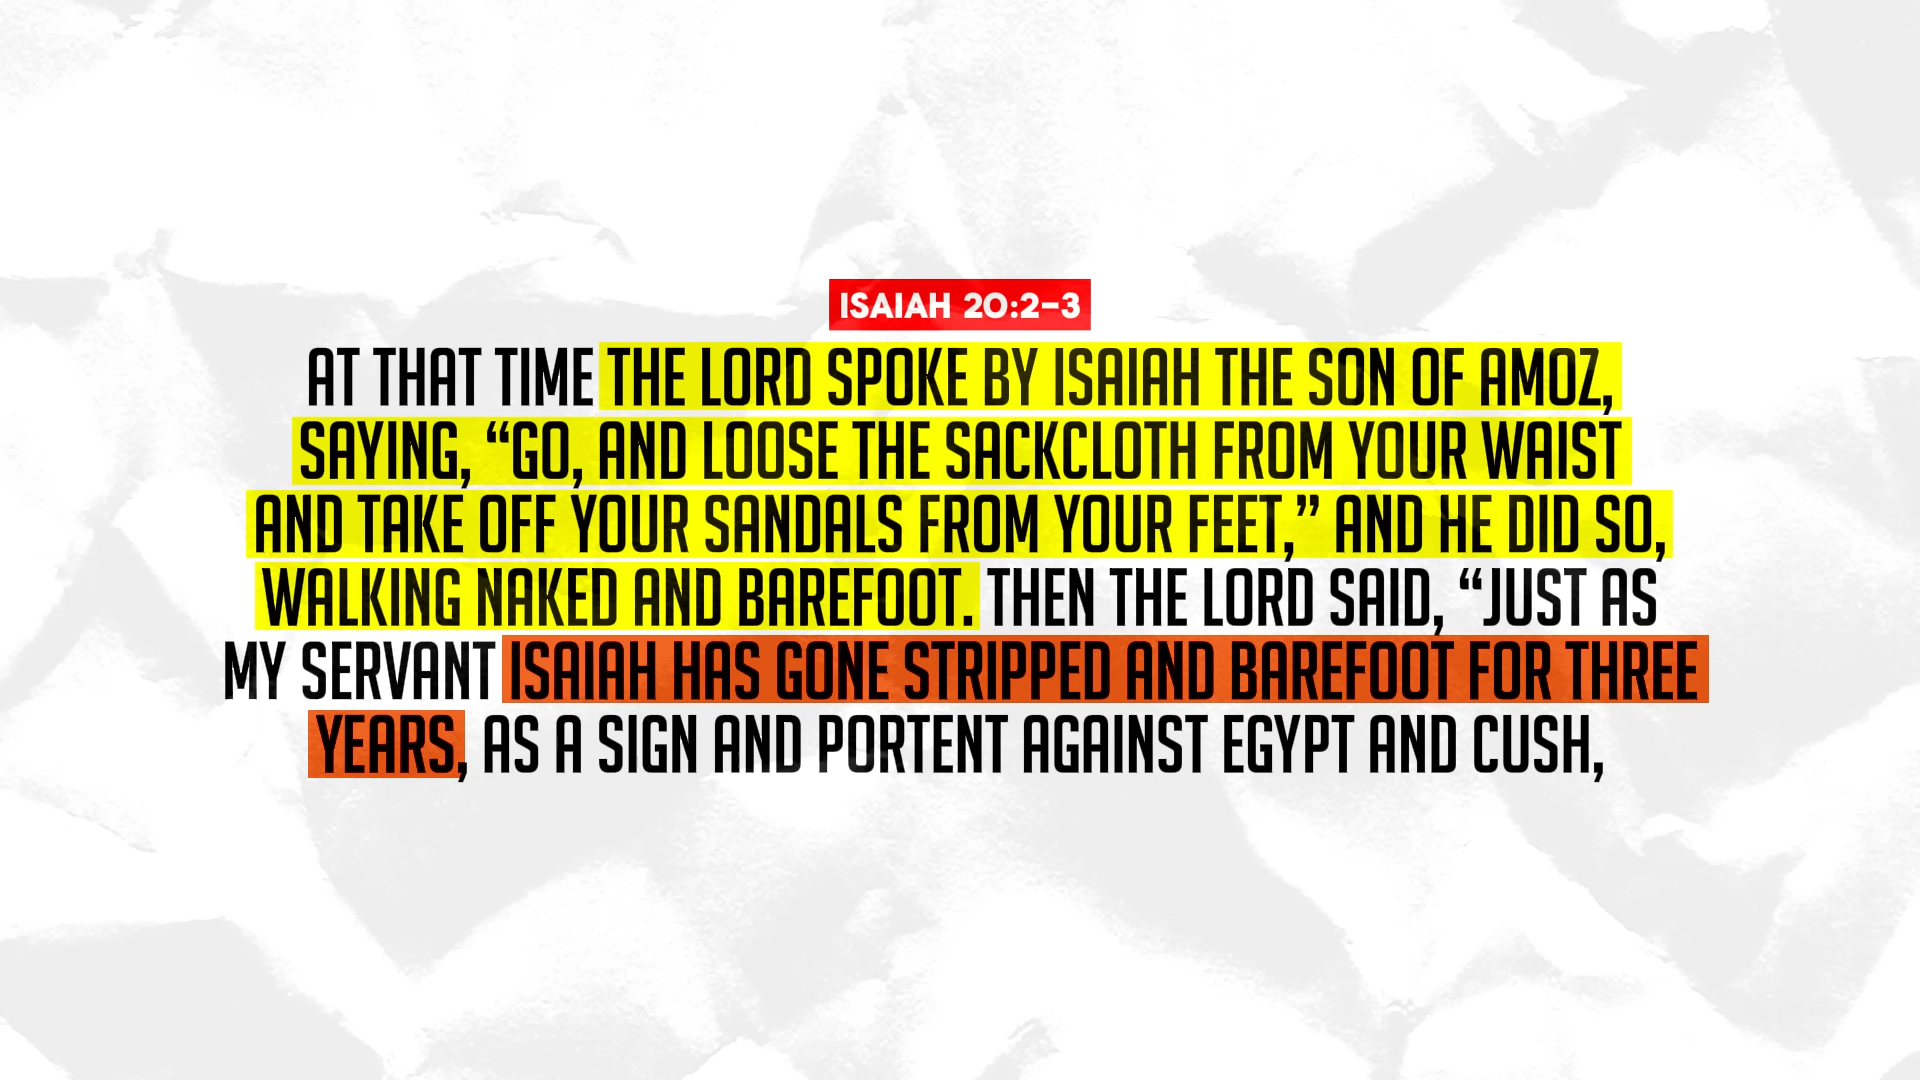 ISAIAH 20:2-3
AT THAT TIME THE LORD SPOKE BY ISAIAH THE SON OF AMOZ,
SAYING, “GO, AND LOOSE THE SACKCLOTH FROM YOUR WAIST
AND TAKE OFF YOUR SANDALS FROM YOUR FEET,” AND HE DID SO,
WALKING NAKED AND BAREFOOT. THEN THE LORD SAID, “JUST AS
MY SERVANT ISAIAH HAS GONE STRIPPED AND BAREFOOT FOR THREE
YEARS, AS A SIGN AND PORTENT AGAINST EGYPT AND CUSH,